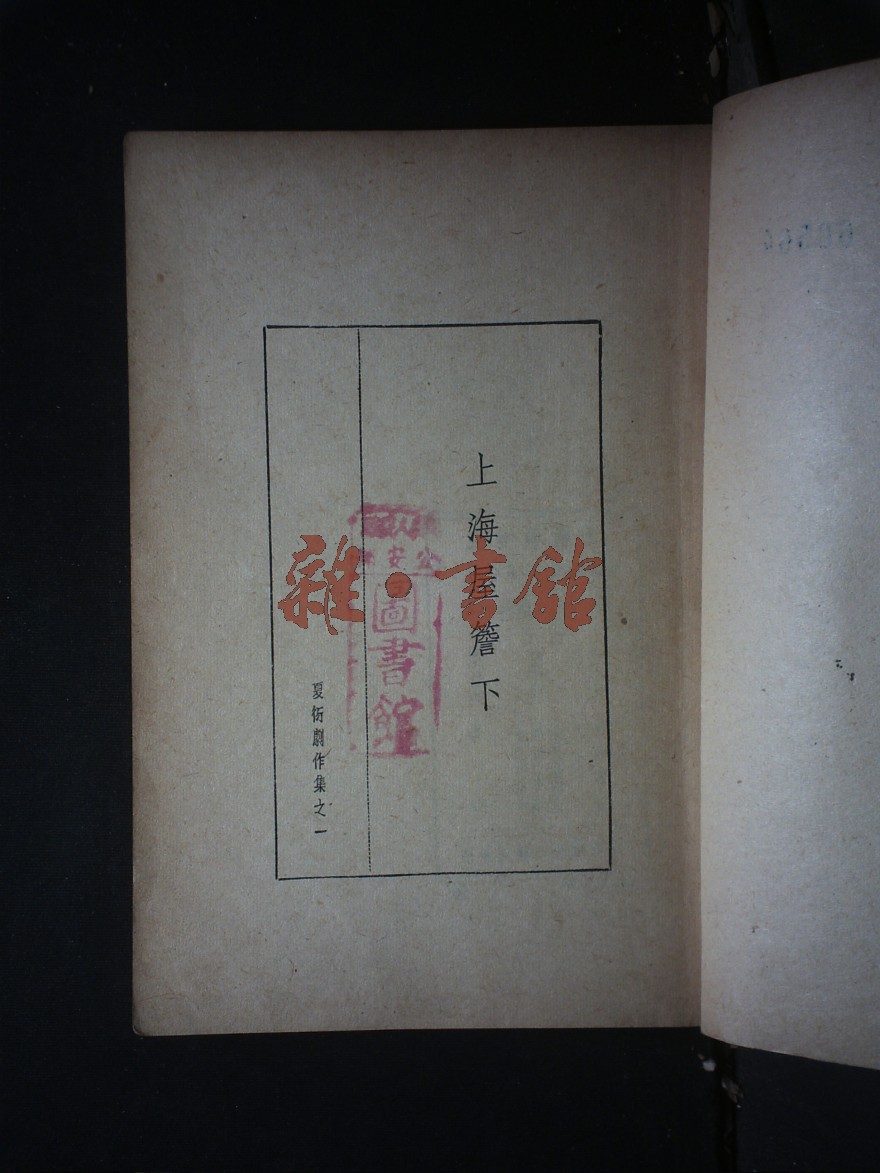 上海屋簷下
夏衍劇作集之一
雜·書館
公安
圖書館